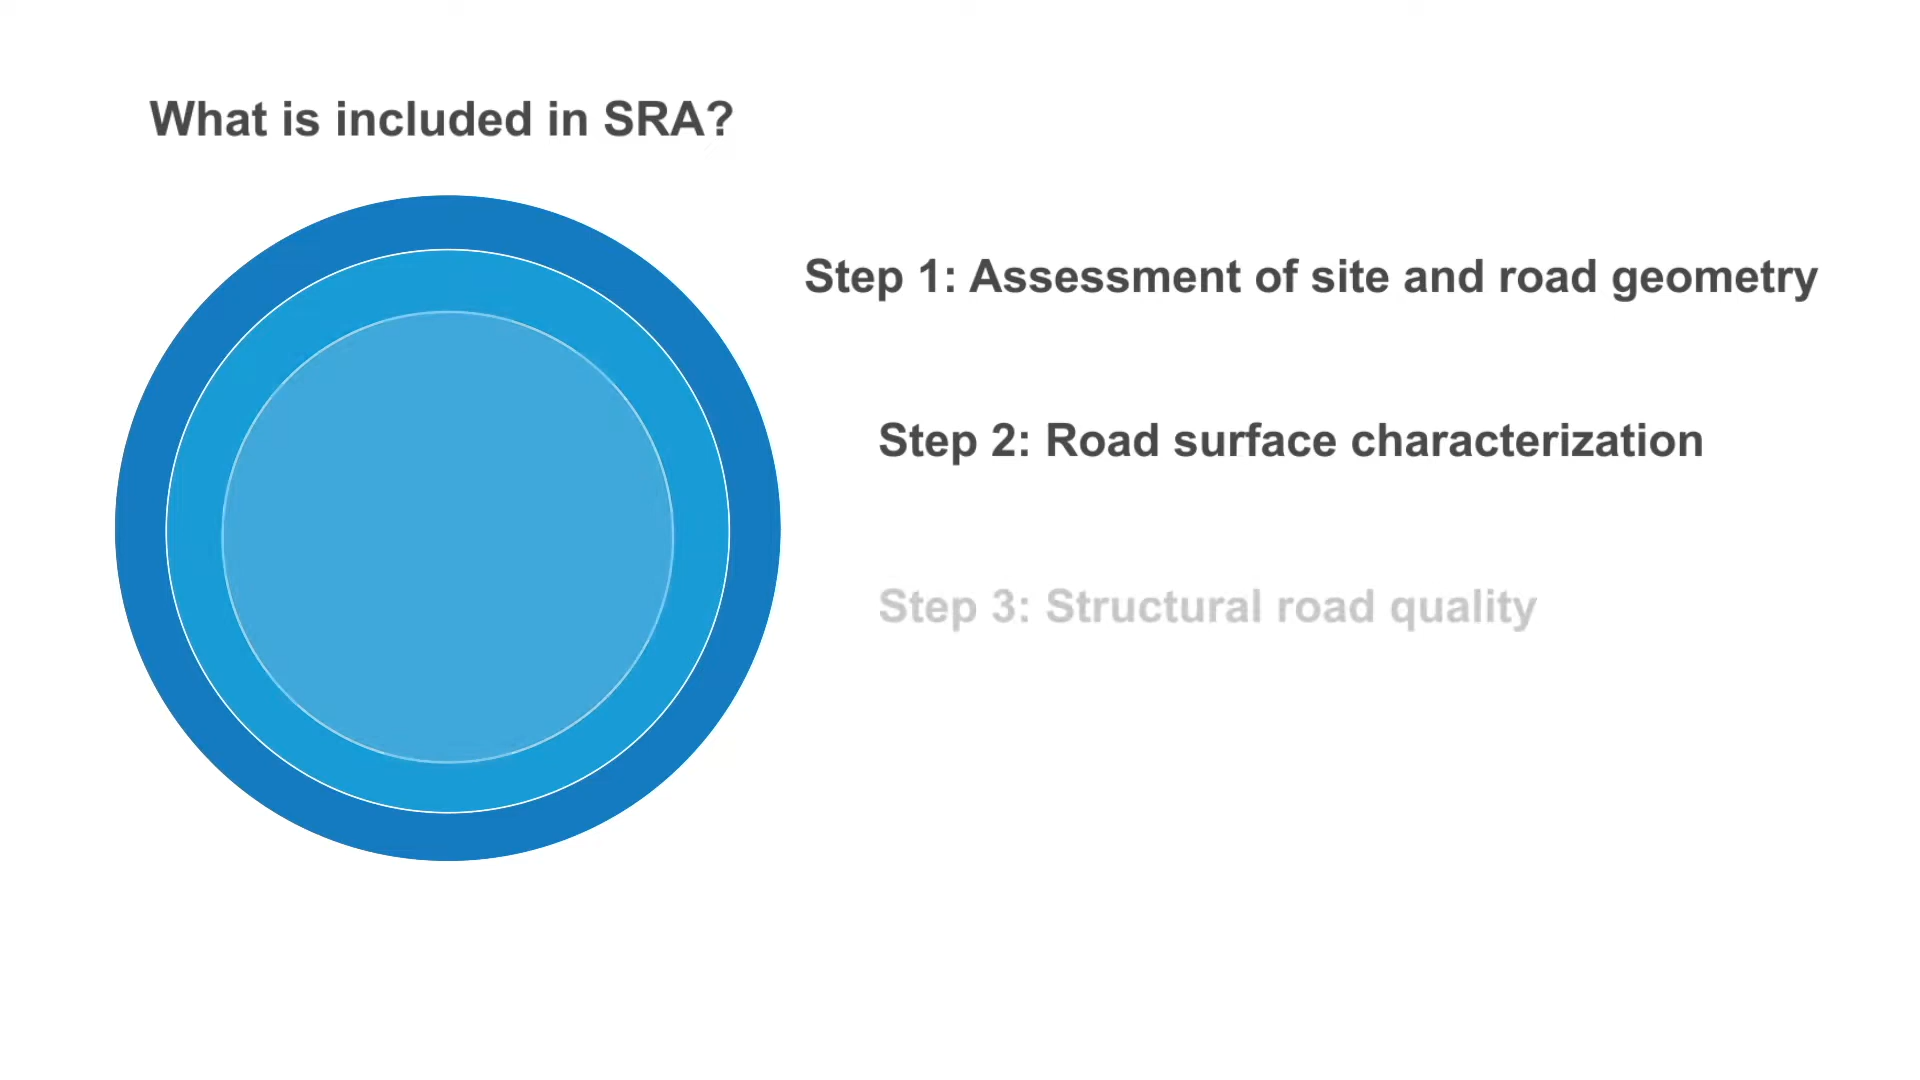 What is included in SRA?
Step 1: Assessment of site and road geometry
Step 2: Road surface characterization
Step 3: Structural road quality